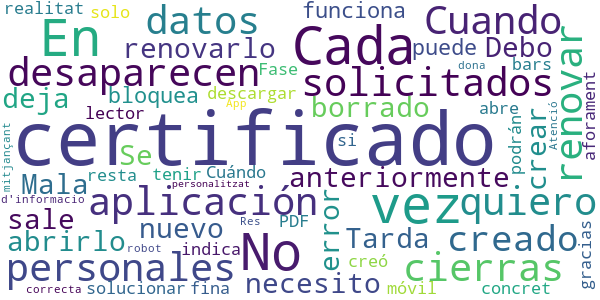 realitat solo En datos funciona Cuando
renovarlo Cada puede Debo
desaparecen Fase dona bars
solicitados
deja bloquea descargar App borrado abre renovar aforament
lector certificado si podráne crear Atenció
mitjançant Se
Mala resta tenir Cuándo anteriormente
personalitzat
d'informacio aplicación vez quiero
sale nuevo No PDF error Tarda creado gracias
abrirlo Res indica creó
personales robot necesito cierras
correcta solucionar fina móvil concret